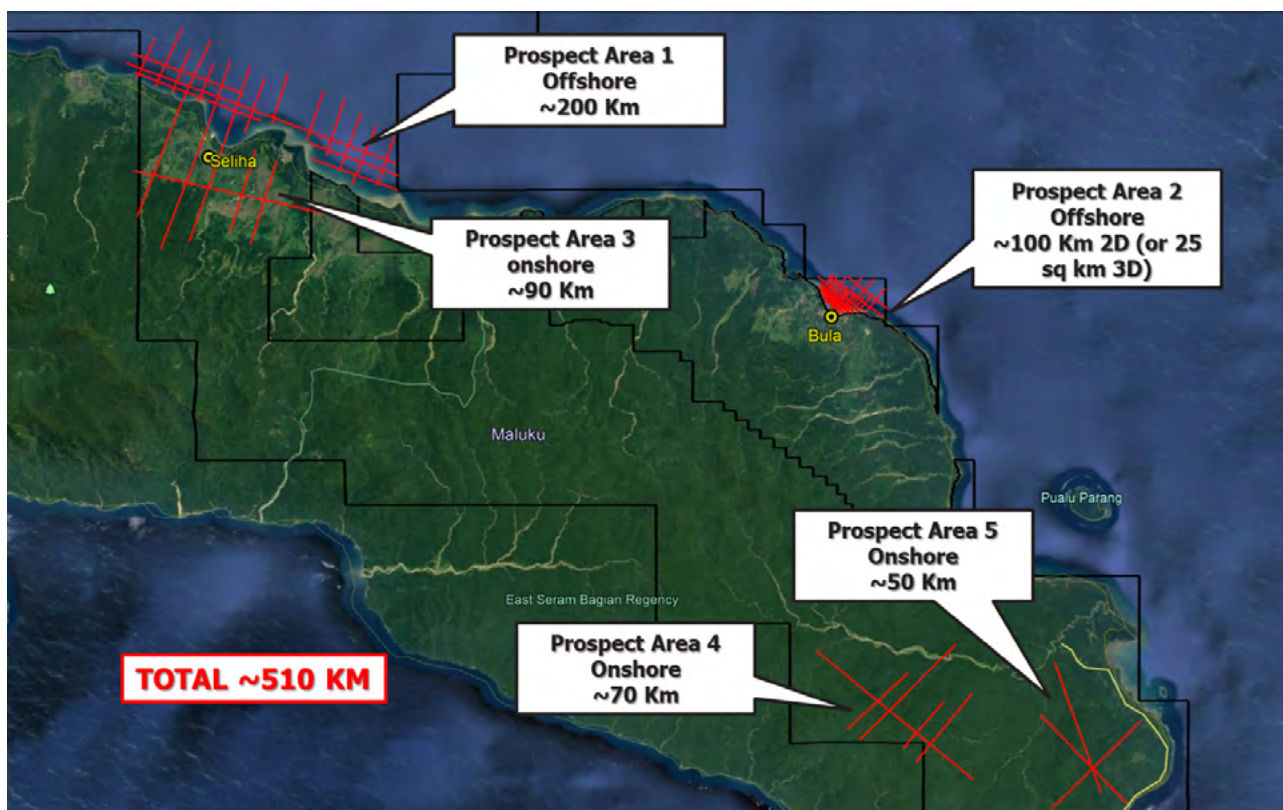 Prospect Area 1
Offshore
~200 Km
Seliha
Prospect Area 2
Offshore
~100 Km 2D (or 25
sq km 3D)
Prospect Area 3
onshore
~90 Km
Bula
Maluku
Pualu Parang
Prospect Area 5
Onshore
~50 Km
East Seram Bagian Regency
Prospect Area 4
Onshore
~70 Km
TOTAL ~510 KM